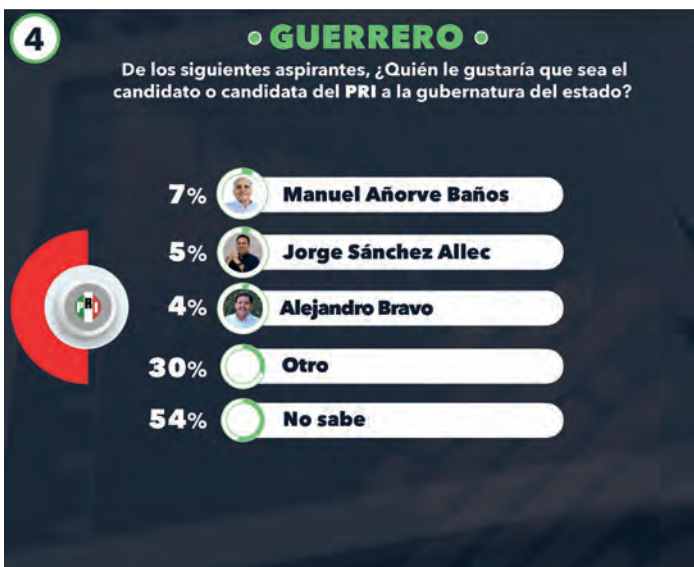 4
GUERRERO
De los siguientes aspirantes, ¿Quién le gustaría que sea el
candidato o candidata del PRI a la gubernatura del estado?
7% Manuel Añorve Baños
5% Jorge Sánchez Allec
PRI
4% Alejandro Bravo
30% Otro
54% No sabe